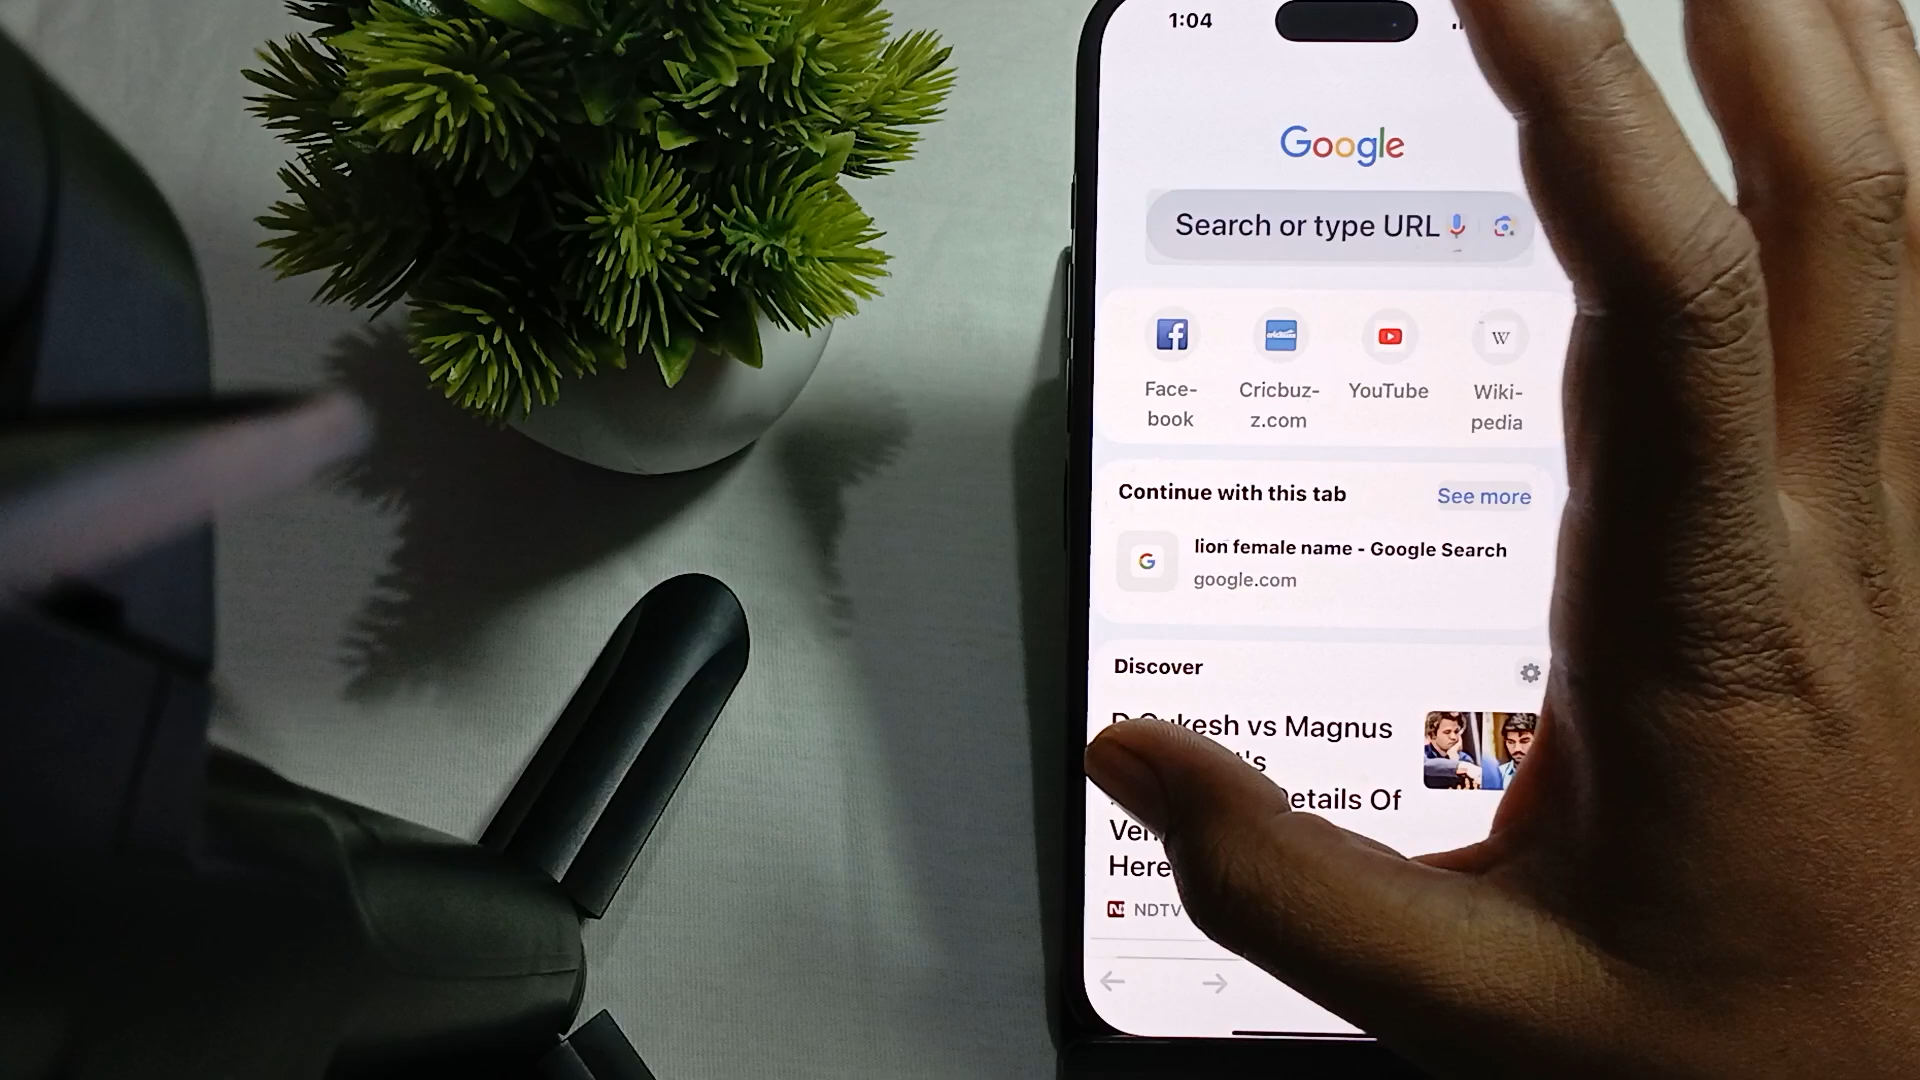 1:04
Google
Search or type URL
Face-
book
Cricbuz-
z.com
YouTube
Wiki-
pedia
Continue with this tab
See more
lion female name - Google Search
google.com
Discover
vs Magnus
Of
Here
NDTV